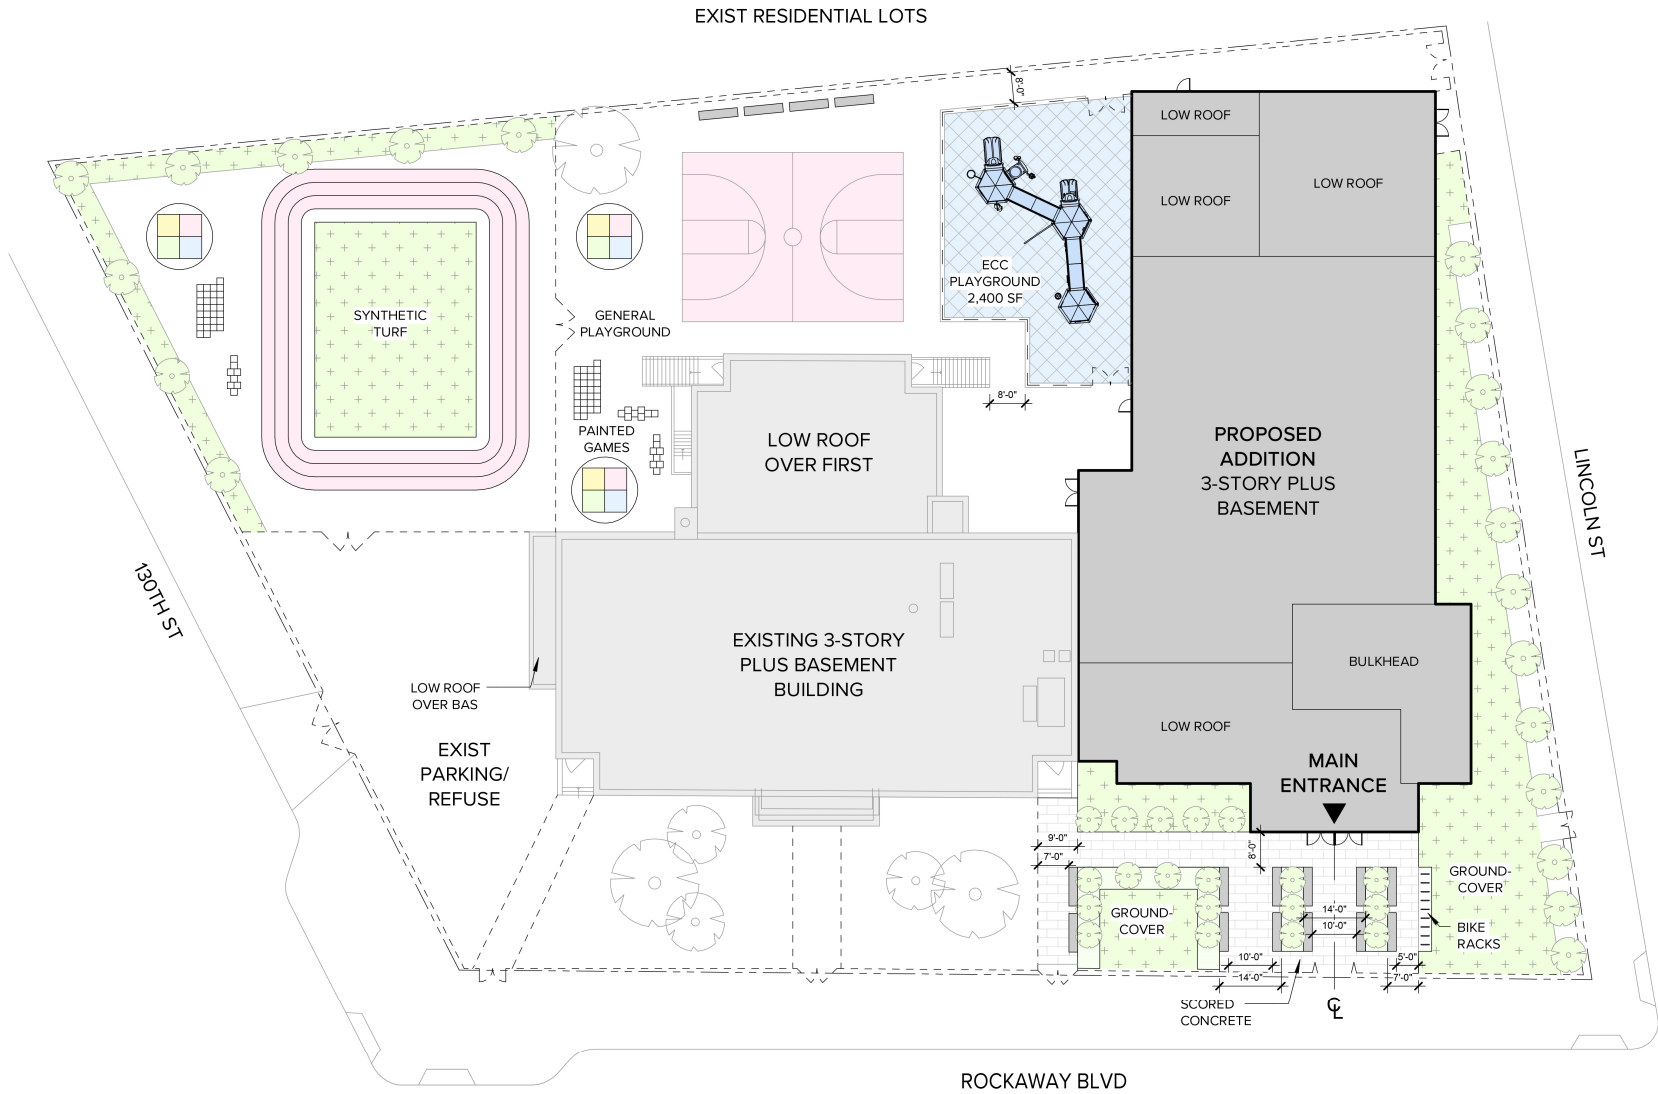 EXIST RESIDENTIAL LOTS
8'-0"
LOW ROOF
LOW ROOF
LOW ROOF
ECC
PLAYGROUND
2,400 SF
SYNTHETIC
TURF
GENERAL
PLAYGROUND
8'-0"
PAINTED
GAMES
LOW ROOF
OVER FIRST
PROPOSED
ADDITION
3-STORY PLUS
BASEMENT
LINCOLN ST
130TH ST
EXISTING 3-STORY
PLUS BASEMENT
BUILDING
BULKHEAD
LOW ROOF
OVER BAS
LOW ROOF
EXIST
PARKING/
REFUSE
MAIN
ENTRANCE
9'-0"
7'-0"
8'-0"
GROUND-
COVER
GROUND-
COVER
14'-0"
10'-0"
BIKE
RACKS
10'-0"
14'-0"
5'-0"
7'-0"
SCORED
CONCRETE
℄
ROCKAWAY BLVD